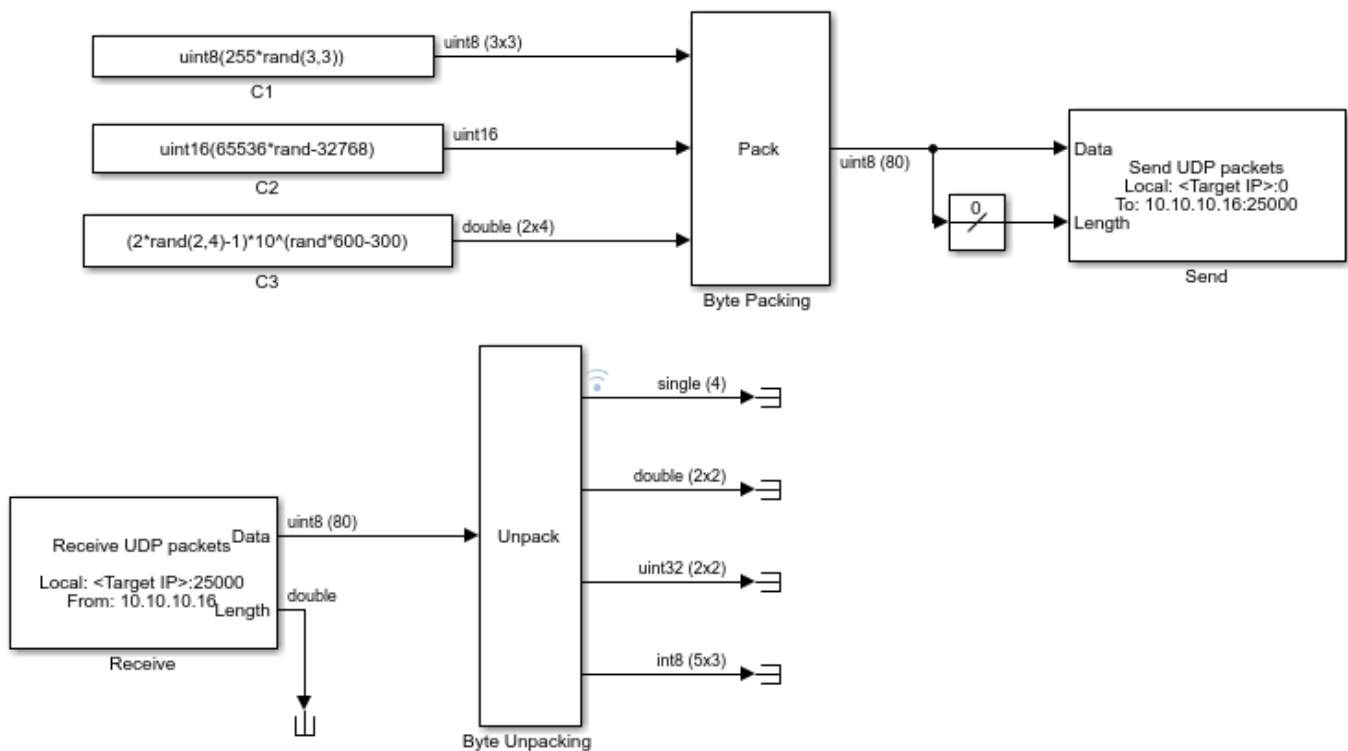 uint8(255*rand(3,3))
C1
uint8 (3x3)
uint16(65536*rand-32768)
C2
uint16
(2*rand(2,4)-1)*10^(rand*600-300)
C3
double (2x4)
Pack
Byte Packing
uint8 (80)
0
Data
Length
Send UDP packets
Local: <Target IP>:0
To: 10.10.10.16:25000
Send
Receive UDP packets
Local: <Target IP>:25000
From: 10.10.10.16
Data
Length
Receive
uint8 (80)
double
Unpack
Byte Unpacking
single (4)
double (2x2)
uint32 (2x2)
int8 (5x3)